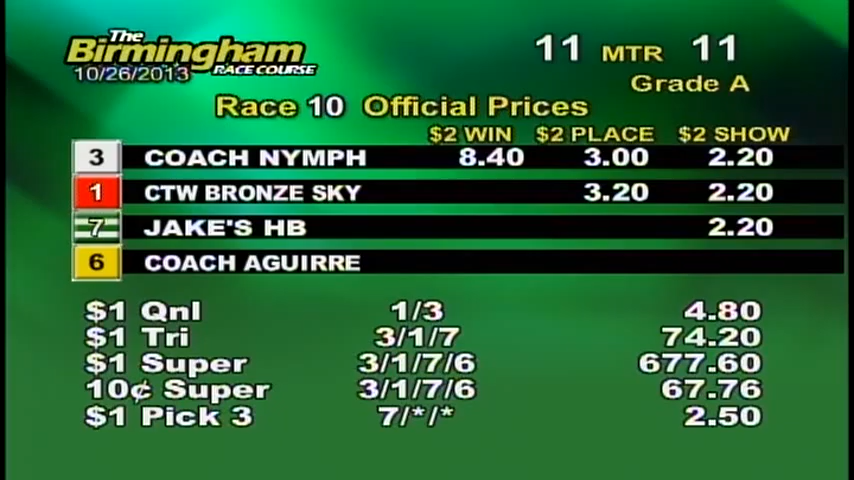 The
Birmingham
RACE COURSE
10/26/2013
11 MTR 11
Grade A
Race 10 Official Prices
$2 WIN $2 PLACE $2 SHOW
3 COACH NYMPH 8.40 3.00 2.20
1 CTW BRONZE SKY 3.20 2.20
7 JAKE'S HB 2.20
6 COACH AGUIRRE
$1 Qnl 1/3 4.80
$1 Tri 3/1/7 74.20
$1 Super 3/1/7/6 677.60
10¢ Super 3/1/7/6 67.76
$1 Pick 3 7/*/* 2.50